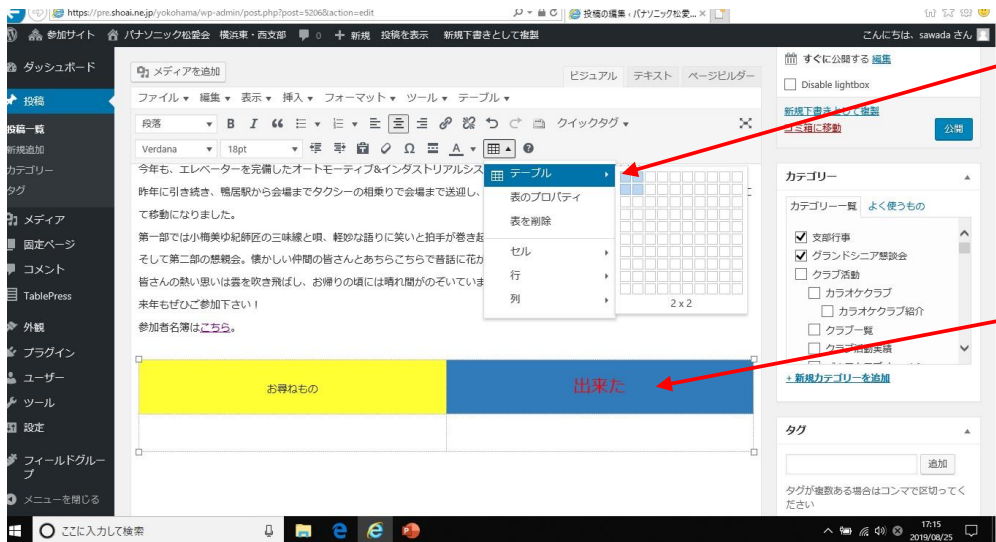 https://pre.shoai.ne.jp/yokohama/wp-admin/post.php?post=5206&action=edit
投稿の編集 ‹ パナソニック松愛...
参加サイト パナソニック松愛会 横浜東・西支部 0 新規 投稿を表示 新規下書きとして複製 こんにちは、sawada さん
ダッシュボード
投稿
投稿一覧
新規追加
カテゴリー
タグ
メディア
固定ページ
コメント
TablePress
外観
プラグイン
ユーザー
ツール
設定
フィールドグルー
プ
メニューを閉じる
メディアを追加
ビジュアル テキスト ページビルダー
ファイル 編集 表示 挿入 フォーマット ツール テーブル
段落 B I クイックタグ
Verdana 18pt Ω A
今年も、エレベーターを完備したオートモーティブ&インダストリアルシス
昨年に引き続き、鴨居駅から会場までタクシーの相乗りで会場まで送迎し、
て移動になりました。
第一部では小梅美ゆ紀師匠の三味線と唄、軽妙な語りに笑いと拍手が巻き起
そして第二部の懇親会。懐かしい仲間の皆さんとあちらこちらで昔話に花か
皆さんの熱い思いは雲を吹き飛ばし、お帰りの頃には晴れ間がのぞいていま
来年もぜひご参加下さい！
参加者名簿はこちら。
テーブル
表のプロパティ
表を削除
セル
行
列
2 x 2
お尋ねもの
出来た
すぐに公開する 編集
Disable lightbox
新規下書きとして複製
ゴミ箱に移動
公開
カテゴリー
カテゴリー一覧 よく使うもの
支部行事
グランドシニア懇談会
クラブ活動
カラオケクラブ
カラオケクラブ紹介
クラブ一覧
クラブ活動実績
+ 新規カテゴリーを追加
タグ
追加
タグが複数ある場合はコンマで区切ってく
ださい
ここに入力して検索
17:15
2019/08/25